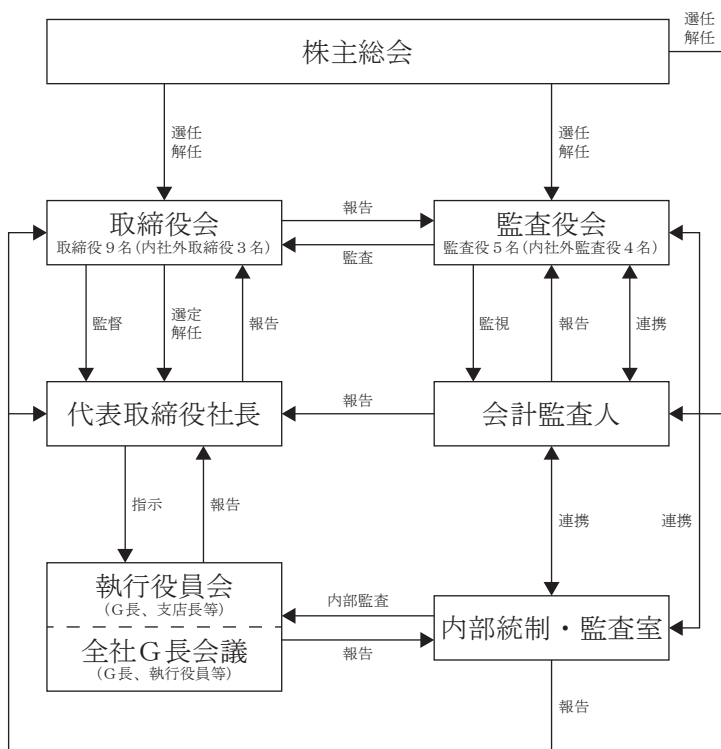 選任
解任
株主総会
選任
解任
選任
解任
取締役会
取締役9名(内社外取締役3名)
報告
監査
監査役会
監査役5名(内社外監査役4名)
監督
選定
解任
報告
監視
報告
連携
代表取締役社長
報告
会計監査人
指示
報告
連携
連携
執行役員会
(G長、支店長等)
全社G長会議
(G長、執行役員等)
内部監査
報告
内部統制・監査室
報告